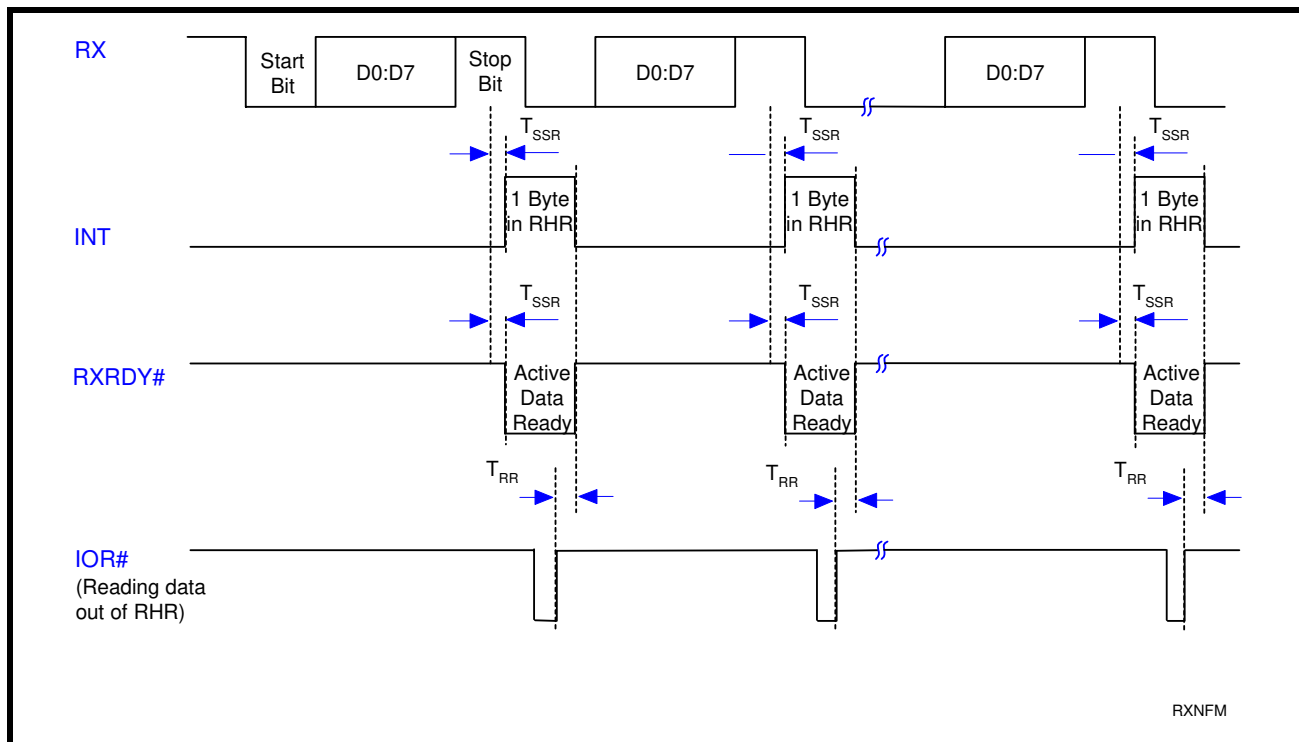 RX
Start
Bit
D0:D7
Stop
Bit
D0:D7
D0:D7
TSSR
TSSR
TSSR
INT
1 Byte
in RHR
1 Byte
in RHR
1 Byte
in RHR
TSSR
TSSR
TSSR
RXRDY#
Active
Data
Ready
Active
Data
Ready
Active
Data
Ready
TRR
TRR
TRR
IOR#
(Reading data
out of RHR)
RXNFM